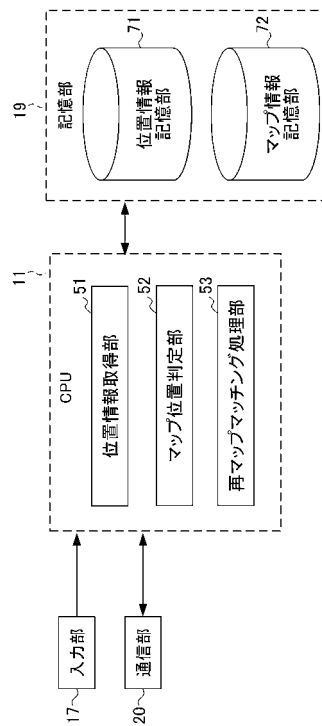 17
入力部
20
通信部
11
CPU
51
位置情報取得部
52
マップ位置判定部
53
再マップマッチング処理部
19
記憶部
71
位置情報
記憶部
72
マップ情報
記憶部